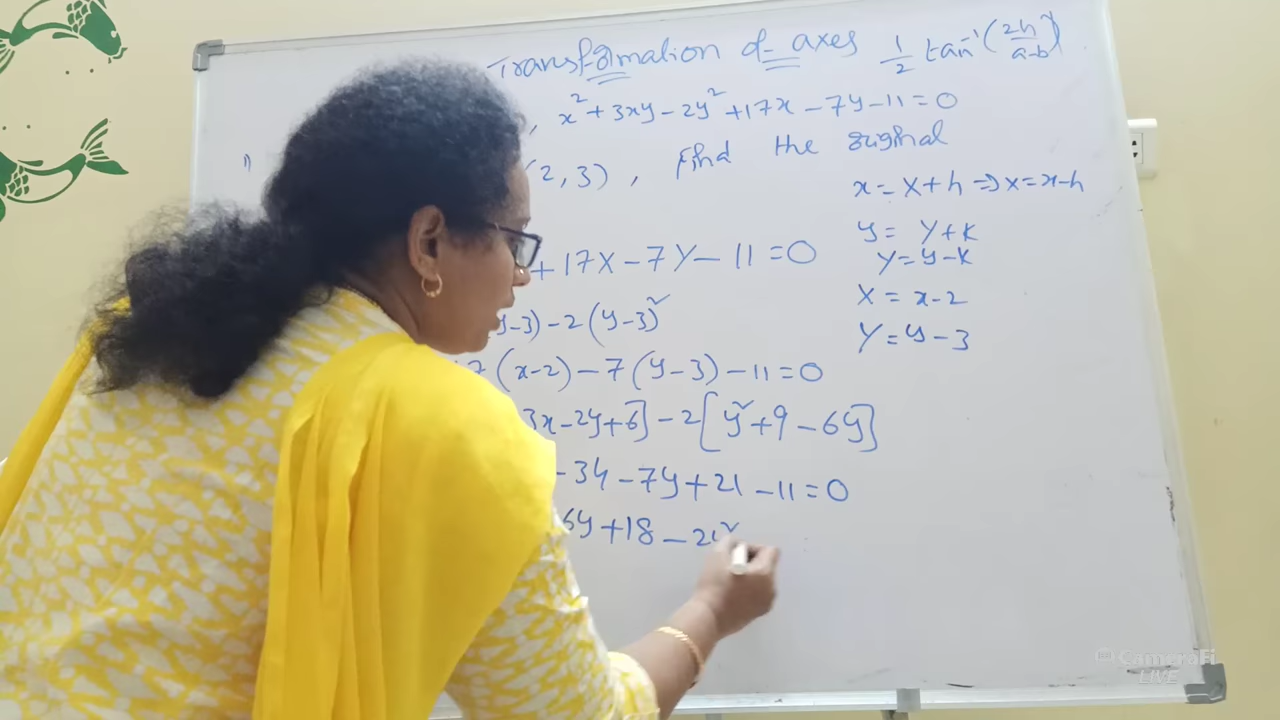 Transformation of axes 1/2 tan⁻¹(2h/a-b)
, x² + 3xy - 2y² + 17x - 7y - 11 = 0
(2, 3), Find the original
x = X + h ⇒ X = x - h
y = Y + k
+ 17X - 7Y - 11 = 0
Y = y - k
X = x - 2
y-3) - 2(y-3)²
Y = y - 3
7(x-2) - 7(y-3) - 11 = 0
3x - 2y + 6] - 2[y² + 9 - 6y]
- 34 - 7y + 21 - 11 = 0
6y + 18 - 2y²
CameraFi
LIVE